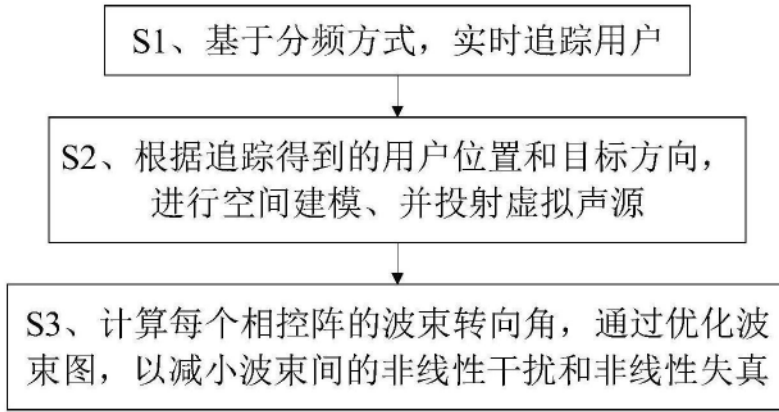 S1、基于分频方式，实时追踪用户
S2、根据追踪得到的用户位置和目标方向，
进行空间建模、并投射虚拟声源
S3、计算每个相控阵的波束转向角，通过优化波
束图，以减小波束间的非线性干扰和非线性失真